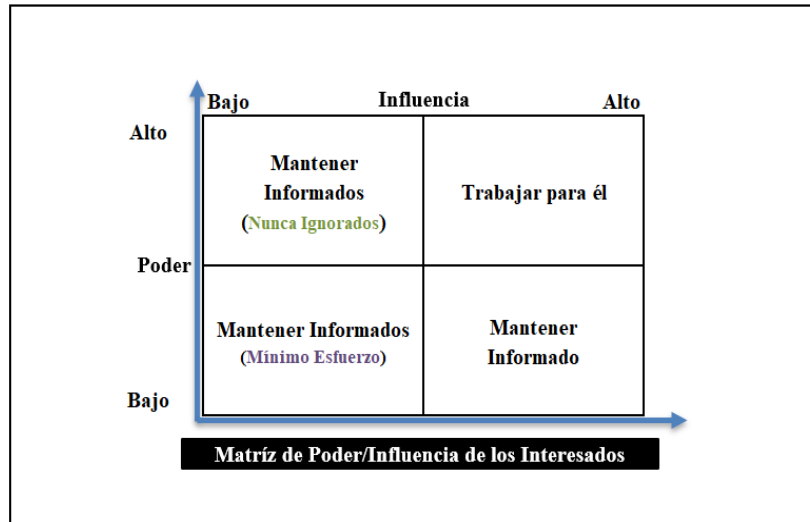 Bajo Influencia Alto
Alto
Mantener
Informados
(Nunca Ignorados)
Trabajar para él
Poder
Mantener Informados
(Mínimo Esfuerzo)
Mantener
Informado
Bajo
Matríz de Poder/Influencia de los Interesados